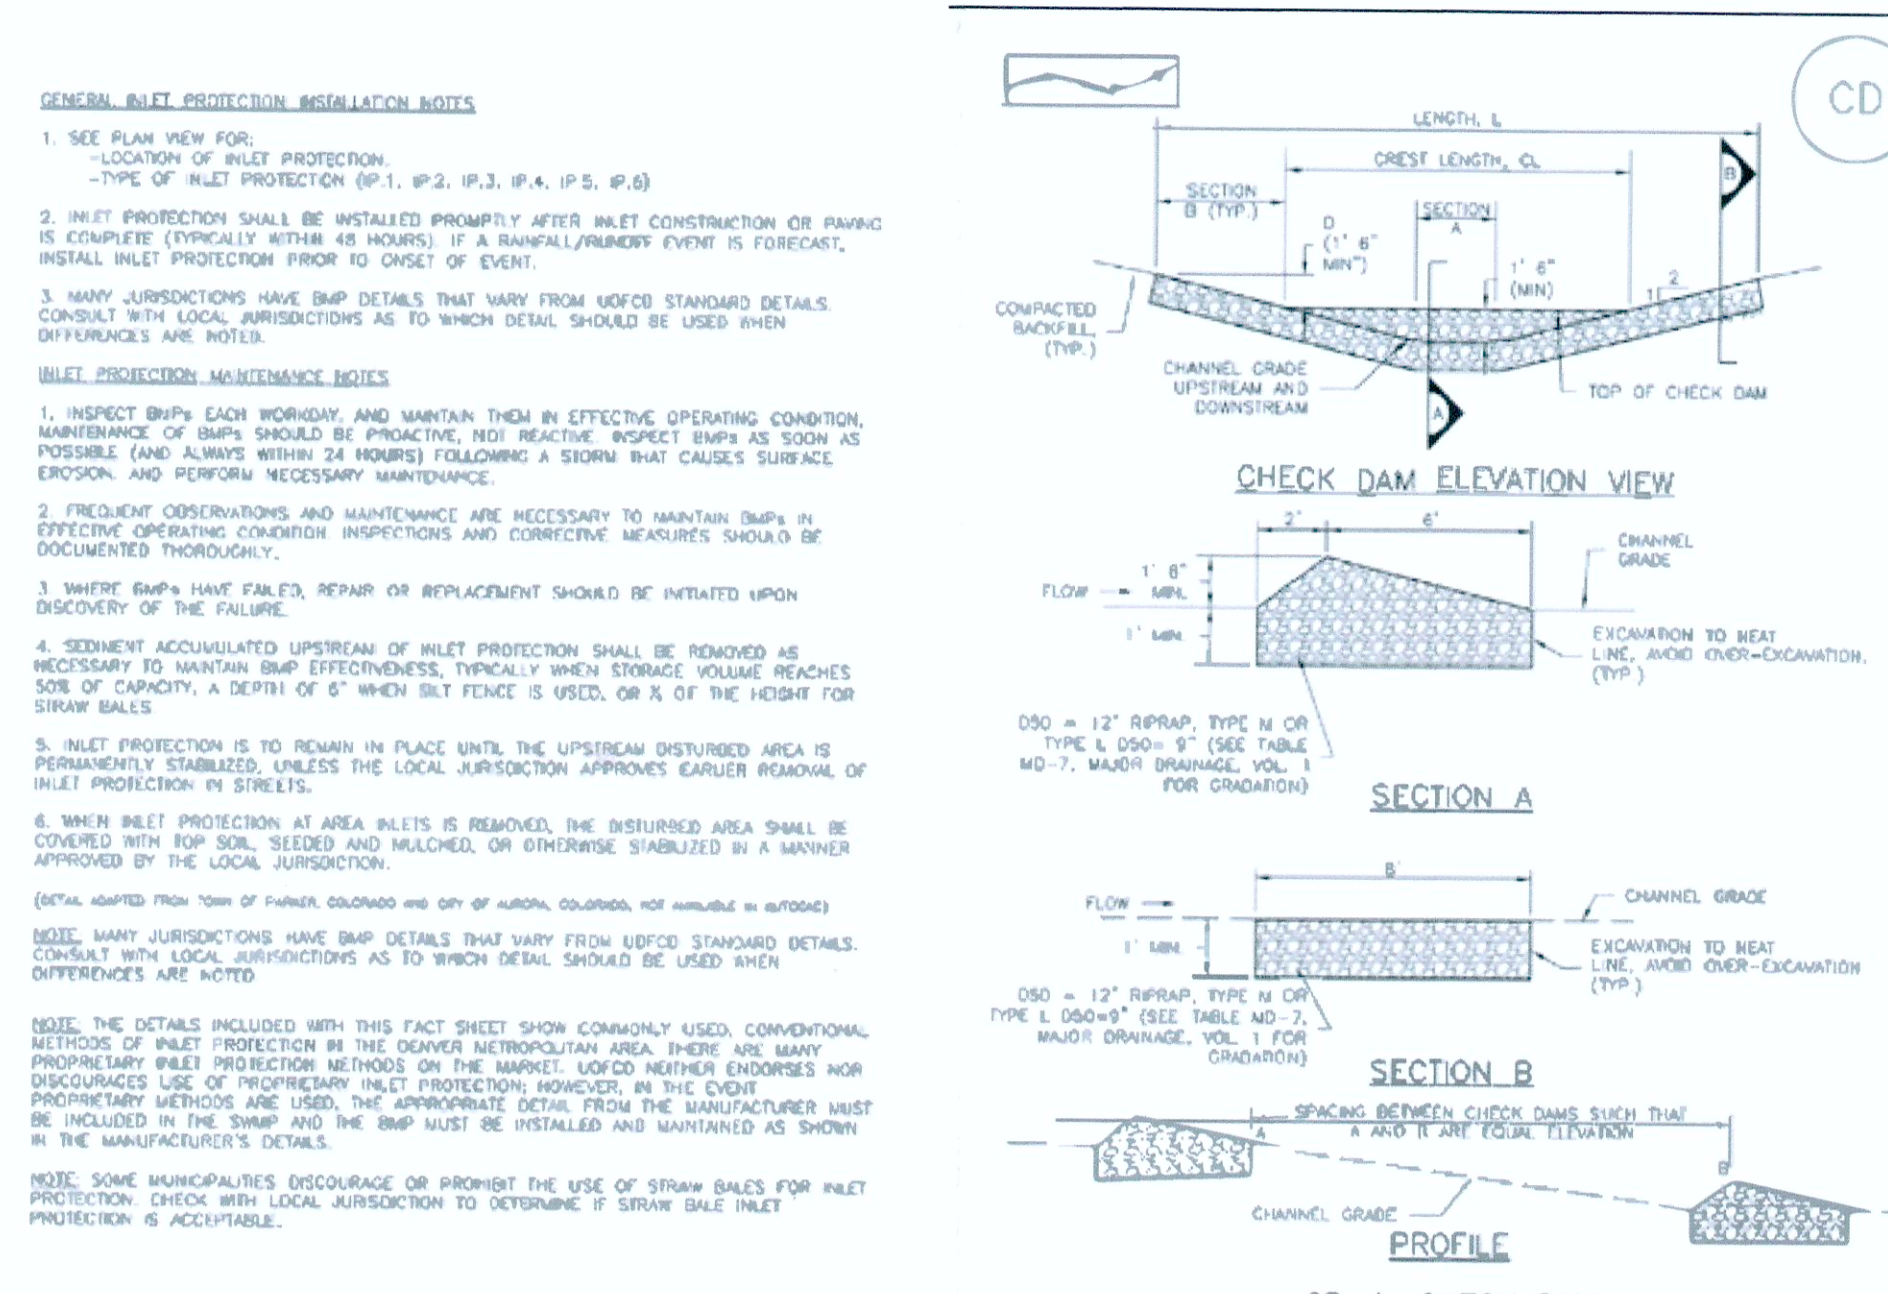 GENERAL INLET PROTECTION INSTALLATION NOTES
1. SEE PLAN VIEW FOR:
-LOCATION OF INLET PROTECTION.
-TYPE OF INLET PROTECTION (IP.1, IP.2, IP.3, IP.4, IP.5, IP.6)
2. INLET PROTECTION SHALL BE INSTALLED PROMPTLY AFTER INLET CONSTRUCTION OR PAVING
IS COMPLETE (TYPICALLY WITHIN 48 HOURS). IF A RAINFALL/RUNOFF EVENT IS FORECAST,
INSTALL INLET PROTECTION PRIOR TO ONSET OF EVENT.
3. MANY JURISDICTIONS HAVE BMP DETAILS THAT VARY FROM UDFCD STANDARD DETAILS.
CONSULT WITH LOCAL JURISDICTIONS AS TO WHICH DETAIL SHOULD BE USED WHEN
DIFFERENCES ARE NOTED.
INLET PROTECTION MAINTENANCE NOTES
1. INSPECT BMPs EACH WORKDAY, AND MAINTAIN THEM IN EFFECTIVE OPERATING CONDITION.
MAINTENANCE OF BMPs SHOULD BE PROACTIVE, NOT REACTIVE. INSPECT BMPs AS SOON AS
POSSIBLE (AND ALWAYS WITHIN 24 HOURS) FOLLOWING A STORM THAT CAUSES SURFACE
EROSION, AND PERFORM NECESSARY MAINTENANCE.
2. FREQUENT OBSERVATIONS AND MAINTENANCE ARE NECESSARY TO MAINTAIN BMPs IN
EFFECTIVE OPERATING CONDITION. INSPECTIONS AND CORRECTIVE MEASURES SHOULD BE
DOCUMENTED THOROUGHLY.
3. WHERE BMPs HAVE FAILED, REPAIR OR REPLACEMENT SHOULD BE INITIATED UPON
DISCOVERY OF THE FAILURE.
4. SEDIMENT ACCUMULATED UPSTREAM OF INLET PROTECTION SHALL BE REMOVED AS
NECESSARY TO MAINTAIN BMP EFFECTIVENESS, TYPICALLY WHEN STORAGE VOLUME REACHES
50% OF CAPACITY, A DEPTH OF 6" WHEN SILT FENCE IS USED, OR OF THE HEIGHT FOR
STRAW BALES.
5. INLET PROTECTION IS TO REMAIN IN PLACE UNTIL THE UPSTREAM DISTURBED AREA IS
PERMANENTLY STABILIZED, UNLESS THE LOCAL JURISDICTION APPROVES EARLIER REMOVAL OF
INLET PROTECTION IN STREETS.
6. WHEN INLET PROTECTION AT AREA INLETS IS REMOVED, THE DISTURBED AREA SHALL BE
COVERED WITH TOP SOIL, SEEDED AND MULCHED, OR OTHERWISE STABILIZED IN A MANNER
APPROVED BY THE LOCAL JURISDICTION.
(DETAIL ADAPTED FROM TOWN OF PARKER, COLORADO AND CITY OF AURORA, COLORADO, NOT AVAILABLE IN AUTOCAD)
NOTE: MANY JURISDICTIONS HAVE BMP DETAILS THAT VARY FROM UDFCD STANDARD DETAILS.
CONSULT WITH LOCAL JURISDICTIONS AS TO WHICH DETAIL SHOULD BE USED WHEN
DIFFERENCES ARE NOTED.
NOTE: THE DETAILS INCLUDED WITH THIS FACT SHEET SHOW COMMONLY USED, CONVENTIONAL
METHODS OF INLET PROTECTION IN THE DENVER METROPOLITAN AREA. THERE ARE MANY
PROPRIETARY INLET PROTECTION METHODS ON THE MARKET. UDFCD NEITHER ENDORSES NOR
DISCOURAGES USE OF PROPRIETARY INLET PROTECTION; HOWEVER, IN THE EVENT
PROPRIETARY METHODS ARE USED, THE APPROPRIATE DETAIL FROM THE MANUFACTURER MUST
BE INCLUDED IN THE SWMP AND THE BMP MUST BE INSTALLED AND MAINTAINED AS SHOWN
IN THE MANUFACTURER'S DETAILS.
NOTE: SOME MUNICIPALITIES DISCOURAGE OR PROHIBIT THE USE OF STRAW BALES FOR INLET
PROTECTION. CHECK WITH LOCAL JURISDICTION TO DETERMINE IF STRAW BALE INLET
PROTECTION IS ACCEPTABLE.
CD
LENGTH, L
CREST LENGTH, CL
SECTION
B (TYP.)
SECTION
A
B
D
(1' 6"
MIN")
1' 6"
(MIN)
2
1
COMPACTED
BACKFILL,
(TYP.)
CHANNEL GRADE
UPSTREAM AND
DOWNSTREAM
TOP OF CHECK DAM
A
CHECK DAM ELEVATION VIEW
2'
6'
FLOW
1' 6"
MIN.
1' MIN.
CHANNEL
GRADE
EXCAVATION TO NEAT
LINE, AVOID OVER-EXCAVATION,
(TYP.)
D50 = 12" RIPRAP, TYPE M OR
TYPE L D50= 9" (SEE TABLE
MD-7, MAJOR DRAINAGE, VOL. 1
FOR GRADATION)
SECTION A
8'
FLOW
1' MIN.
CHANNEL GRADE
EXCAVATION TO NEAT
LINE, AVOID OVER-EXCAVATION
(TYP.)
D50 = 12" RIPRAP, TYPE M OR
TYPE L D50=9" (SEE TABLE MD-7,
MAJOR DRAINAGE, VOL. 1 FOR
GRADATION)
SECTION B
SPACING BETWEEN CHECK DAMS SUCH THAT
A AND B ARE EQUAL ELEVATION
A
B
CHANNEL GRADE
PROFILE